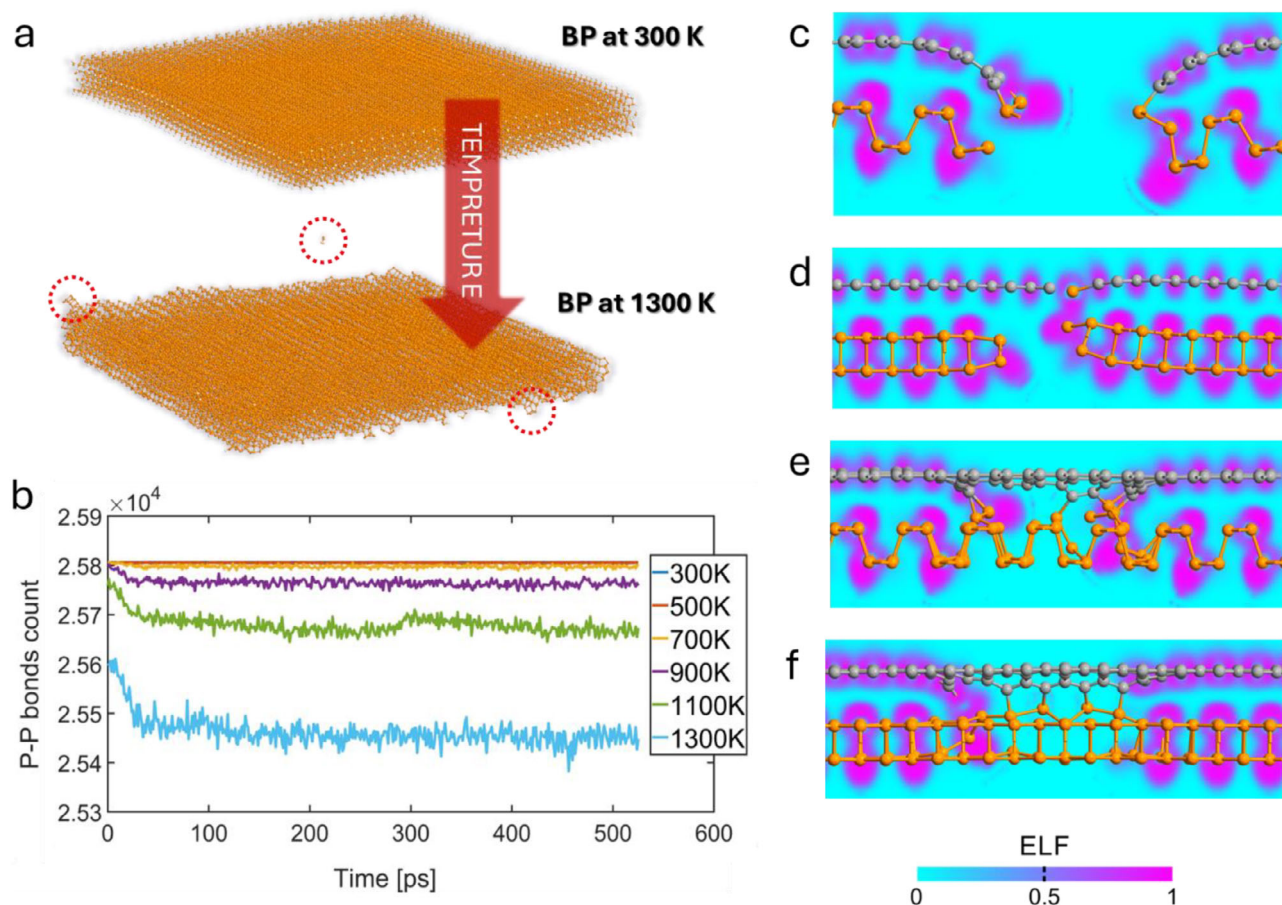 a
BP at 300 K
TEMPRETURE
BP at 1300 K
b
×10⁴
2.59
2.58
2.57
2.56
2.55
2.54
2.53
0 100 200 300 400 500 600
P-P bonds count
Time [ps]
300K
500K
700K
900K
1100K
1300K
c
d
e
f
ELF
0 0.5 1